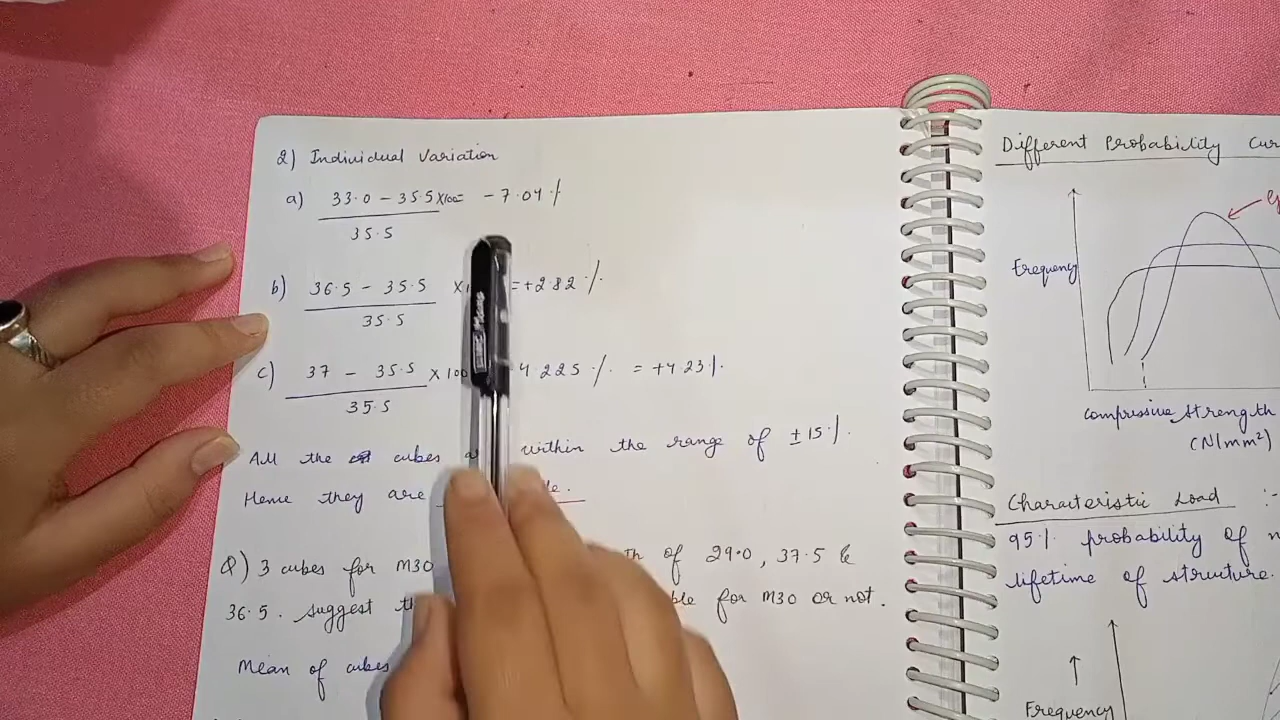 2) Individual Variation
a) 33.0 - 35.5 x100= -7.04 %
35.5
b) 36.5 - 35.5 =+2.82 %
35.5
c) 37 - 35.5 X 100 4.225 % = +4.23%
35.5
All the cubes within the range of ±15%.
Hence they are
Q) 3 cubes for M30 of 29.0, 37.5 &
36.5. suggest for M30 or not.
Mean of cubes
Different Probability
Frequency
Compressive Strength
(N/mm²)
Characteristic Load :-
95% probability of
lifetime of structure.
Frequency